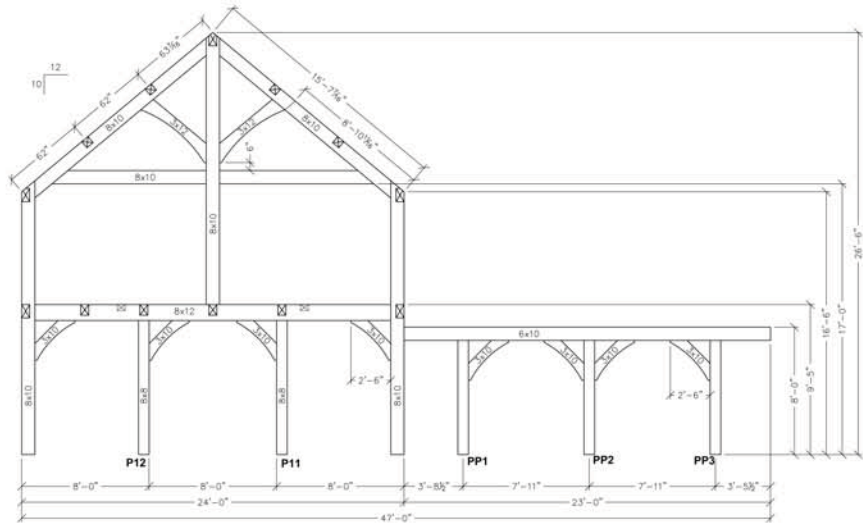 12
10
63⅞"
62"
62"
8x10
3x12
3x12
8x10
15'-7⅞"
8'-10¹¹⁄₁₆"
6"
8x10
8x10
8x12
3x10
3x10
3x10
3x10
2'-6"
8x10
8x8
8x8
8x10
6x10
3x10
3x10
3x10
3x10
2'-6"
8'-0"
9'-5"
16'-6"
17'-0"
26'-6"
P12
P11
PP1
PP2
PP3
8'-0"
8'-0"
8'-0"
3'-8½"
7'-11"
7'-11"
3'-5½"
24'-0"
23'-0"
47'-0"